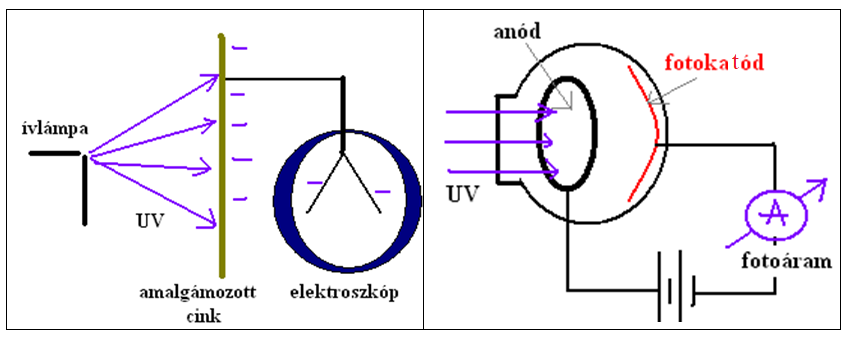 ívlámpa
UV
amalgámozott
cink
elektroszkóp
anód
fotokatód
UV
A
fotoáram